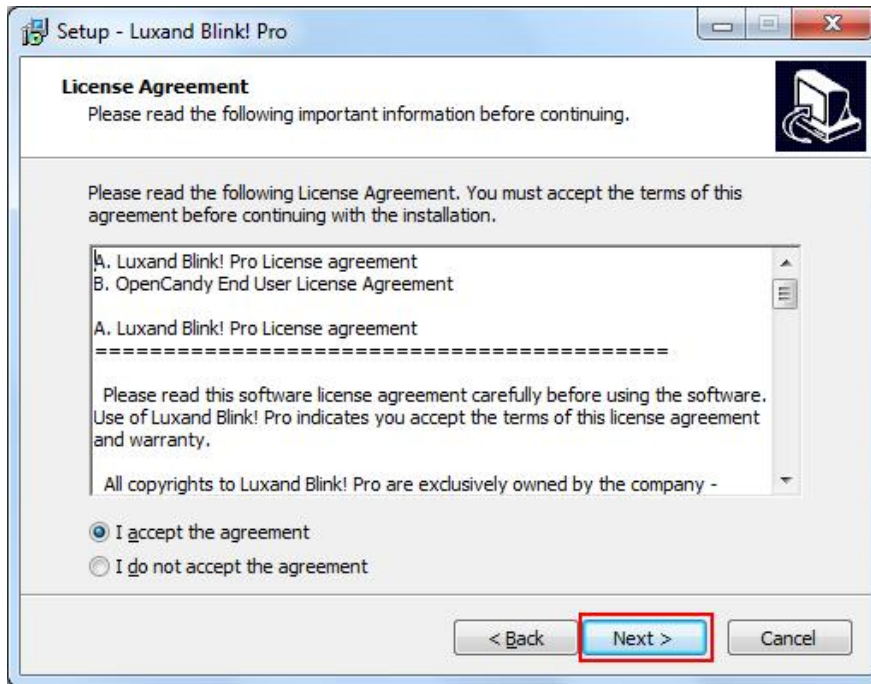 Setup - Luxand Blink! Pro
License Agreement
Please read the following important information before continuing.
Please read the following License Agreement. You must accept the terms of this
agreement before continuing with the installation.
A. Luxand Blink! Pro License agreement
B. OpenCandy End User License Agreement
A. Luxand Blink! Pro License agreement
==========================================
Please read this software license agreement carefully before using the software.
Use of Luxand Blink! Pro indicates you accept the terms of this license agreement
and warranty.
All copyrights to Luxand Blink! Pro are exclusively owned by the company -
I accept the agreement
I do not accept the agreement
< Back
Next >
Cancel